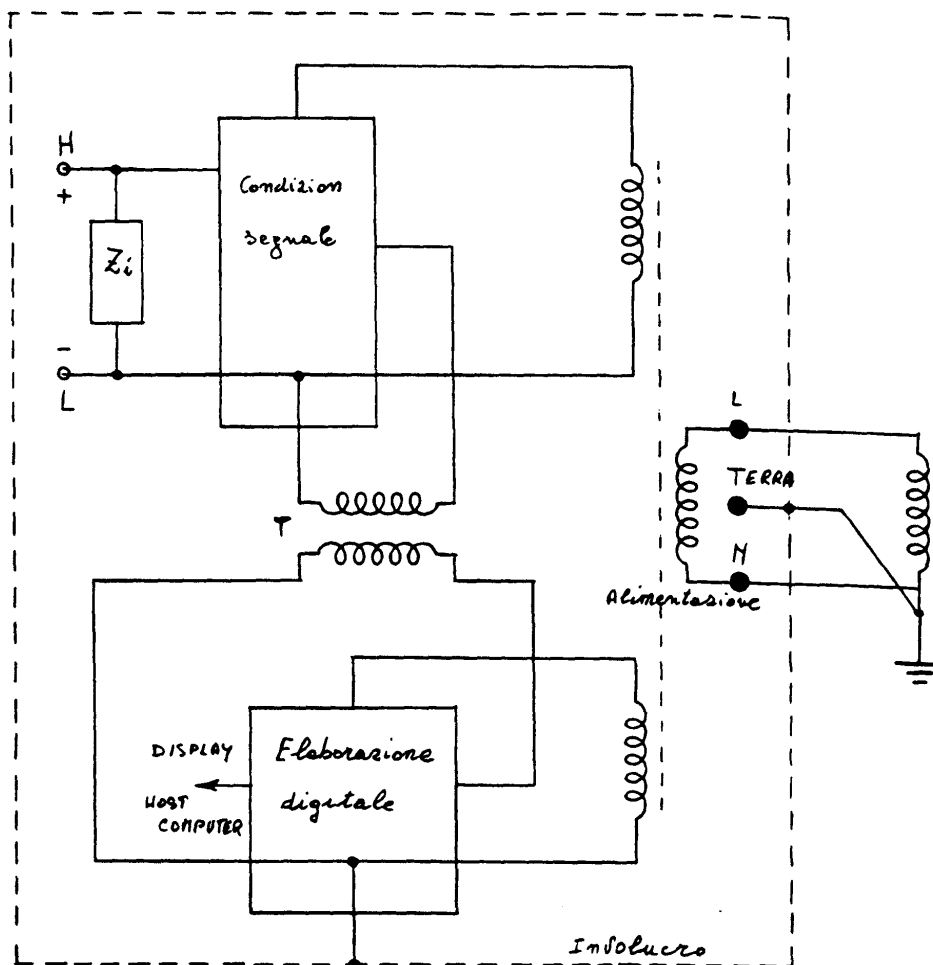 H
+
Condizion
segnale
Zi
-
L
L
TERRA
N
T
Alimentazione
DISPLAY
HOST
COMPUTER
Elaborazione
digitale
Involucro